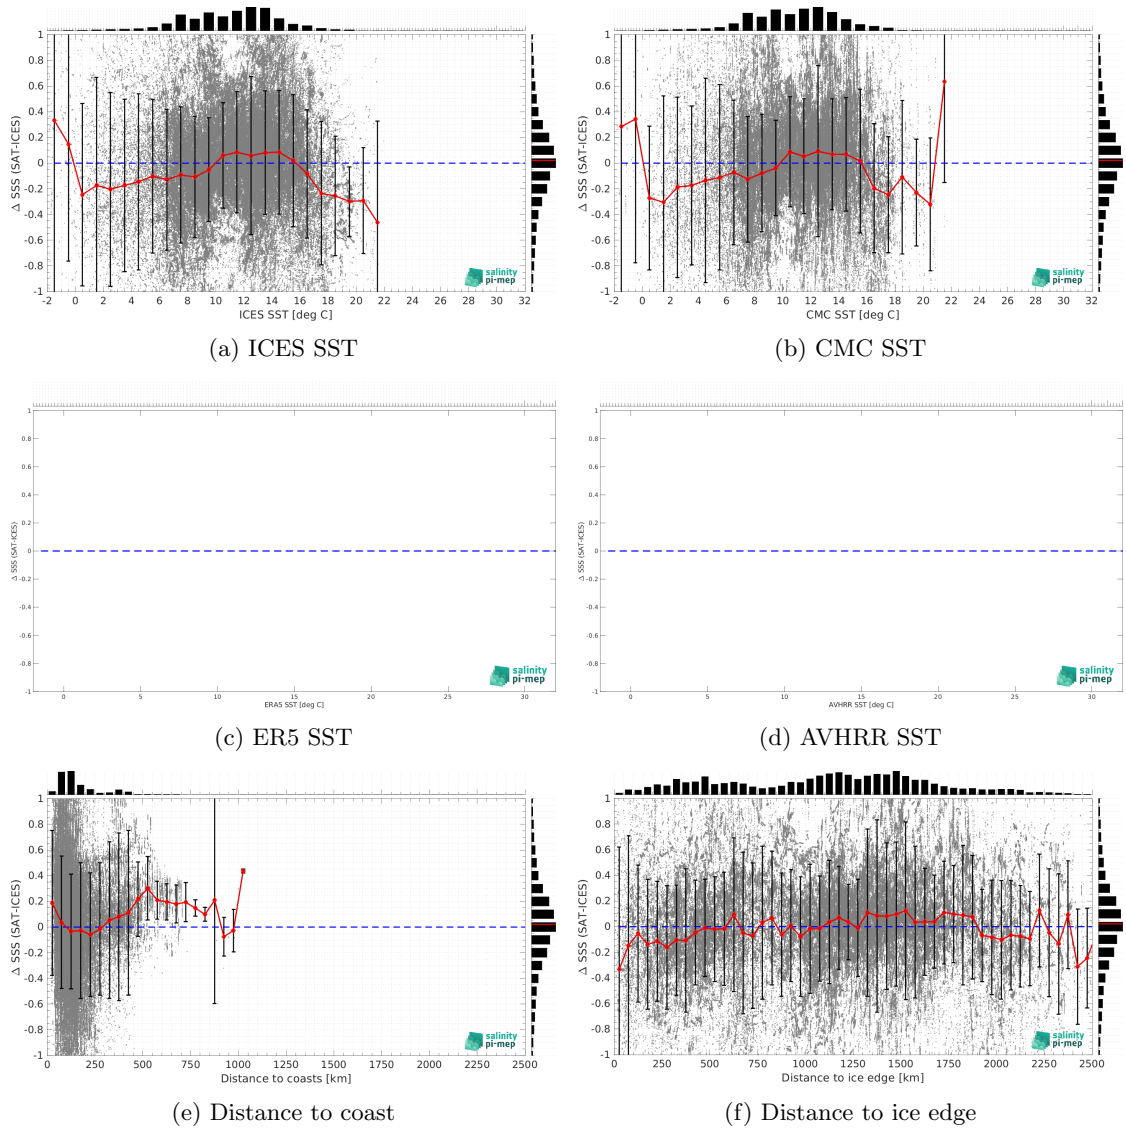 1
0.8
0.6
0.4
0.2
0
-0.2
-0.4
-0.6
-0.8
-1
Δ SSS (SAT-ICES)
salinity
pi-mep
-2 0 2 4 6 8 10 12 14 16 18 20 22 24 26 28 30 32
ICES SST [deg C]
(a) ICES SST
1
0.8
0.6
0.4
0.2
0
-0.2
-0.4
-0.6
-0.8
-1
Δ SSS (SAT-ICES)
salinity
pi-mep
-2 0 2 4 6 8 10 12 14 16 18 20 22 24 26 28 30 32
CMC SST [deg C]
(b) CMC SST
1
0.8
0.6
0.4
0.2
0
-0.2
-0.4
-0.6
-0.8
-1
Δ SSS (SAT-ICES)
salinity
pi-mep
0 5 10 15 20 25 30
ERA5 SST [deg C]
(c) ER5 SST
1
0.8
0.6
0.4
0.2
0
-0.2
-0.4
-0.6
-0.8
-1
Δ SSS (SAT-ICES)
salinity
pi-mep
0 5 10 15 20 25 30
AVHRR SST [deg C]
(d) AVHRR SST
1
0.8
0.6
0.4
0.2
0
-0.2
-0.4
-0.6
-0.8
-1
Δ SSS (SAT-ICES)
salinity
pi-mep
0 250 500 750 1000 1250 1500 1750 2000 2250 2500
Distance to coasts [km]
(e) Distance to coast
1
0.8
0.6
0.4
0.2
0
-0.2
-0.4
-0.6
-0.8
-1
Δ SSS (SAT-ICES)
salinity
pi-mep
0 250 500 750 1000 1250 1500 1750 2000 2250 2500
Distance to ice edge [km]
(f) Distance to ice edge